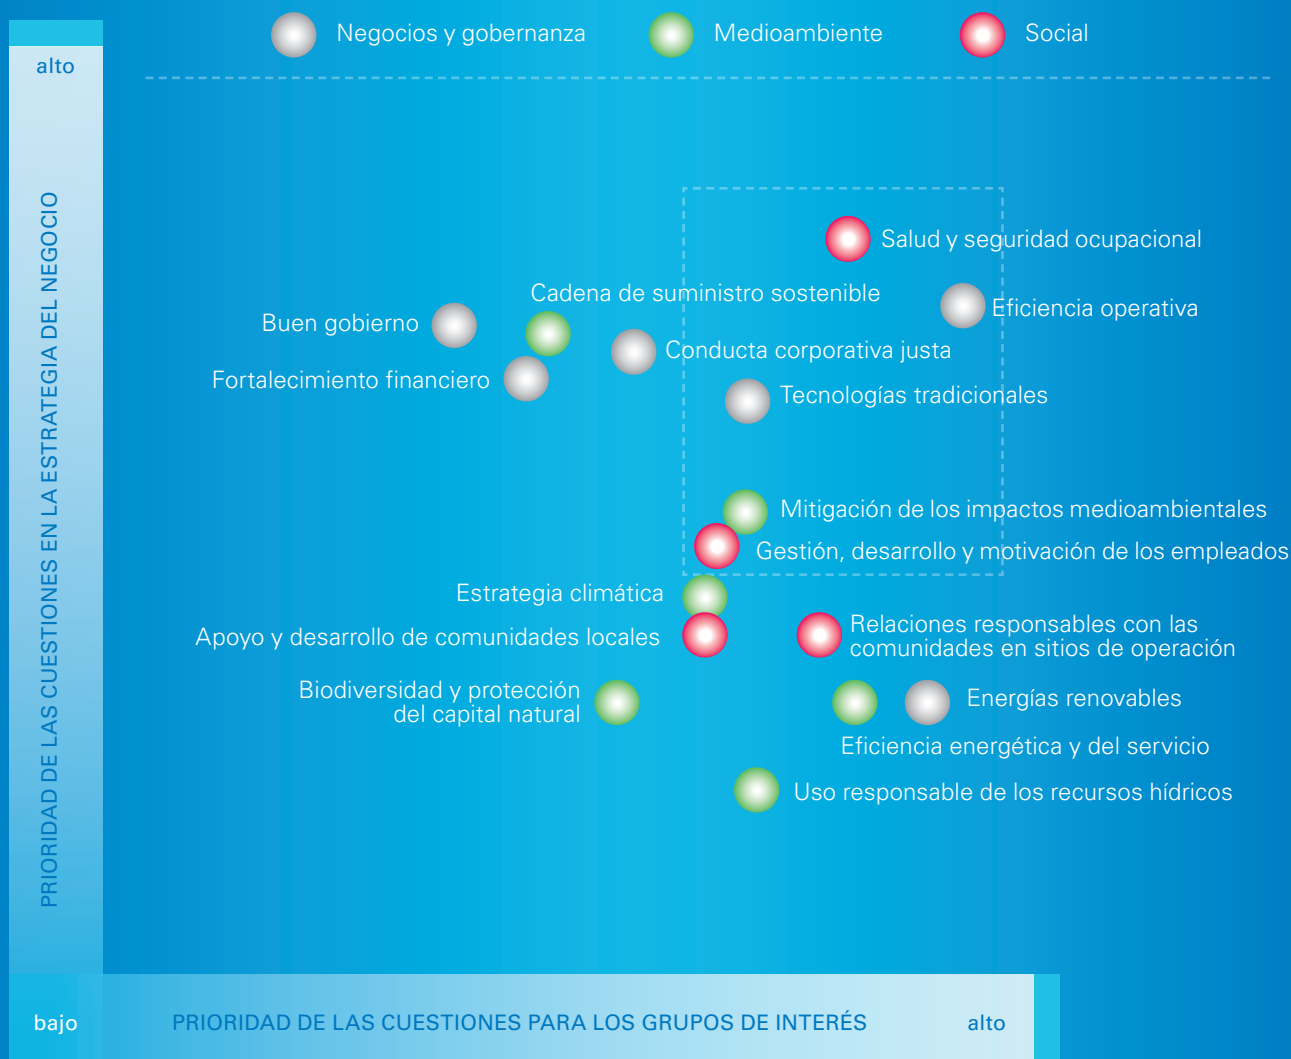 Negocios y gobernanza
Medioambiente
Social
alto
PRIORIDAD DE LAS CUESTIONES EN LA ESTRATEGIA DEL NEGOCIO
Salud y seguridad ocupacional
Cadena de suministro sostenible
Eficiencia operativa
Buen gobierno
Conducta corporativa justa
Fortalecimiento financiero
Tecnologías tradicionales
Mitigación de los impactos medioambientales
Gestión, desarrollo y motivación de los empleados
Estrategia climática
Apoyo y desarrollo de comunidades locales
Relaciones responsables con las
comunidades en sitios de operación
Biodiversidad y protección
del capital natural
Energías renovables
Eficiencia energética y del servicio
Uso responsable de los recursos hídricos
bajo
PRIORIDAD DE LAS CUESTIONES PARA LOS GRUPOS DE INTERÉS
alto